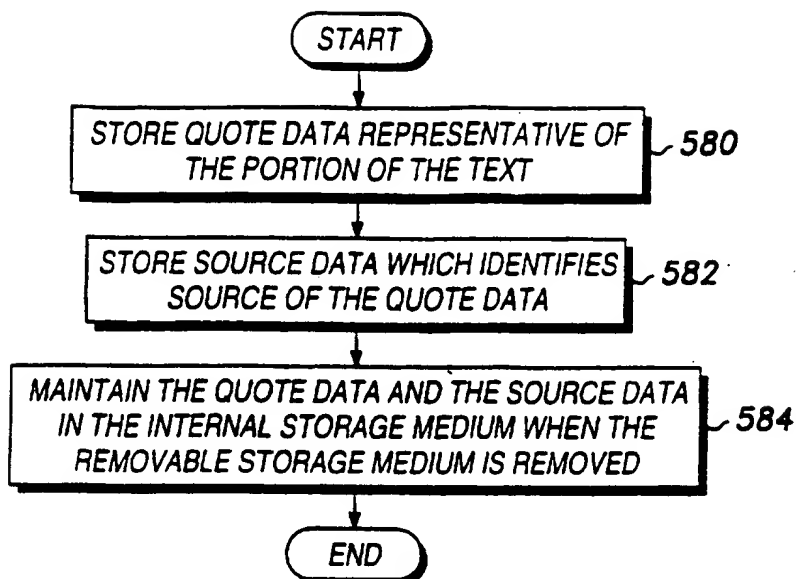 START
STORE QUOTE DATA REPRESENTATIVE OF
THE PORTION OF THE TEXT
580
STORE SOURCE DATA WHICH IDENTIFIES
SOURCE OF THE QUOTE DATA
582
MAINTAIN THE QUOTE DATA AND THE SOURCE DATA
IN THE INTERNAL STORAGE MEDIUM WHEN THE
REMOVABLE STORAGE MEDIUM IS REMOVED
584
END